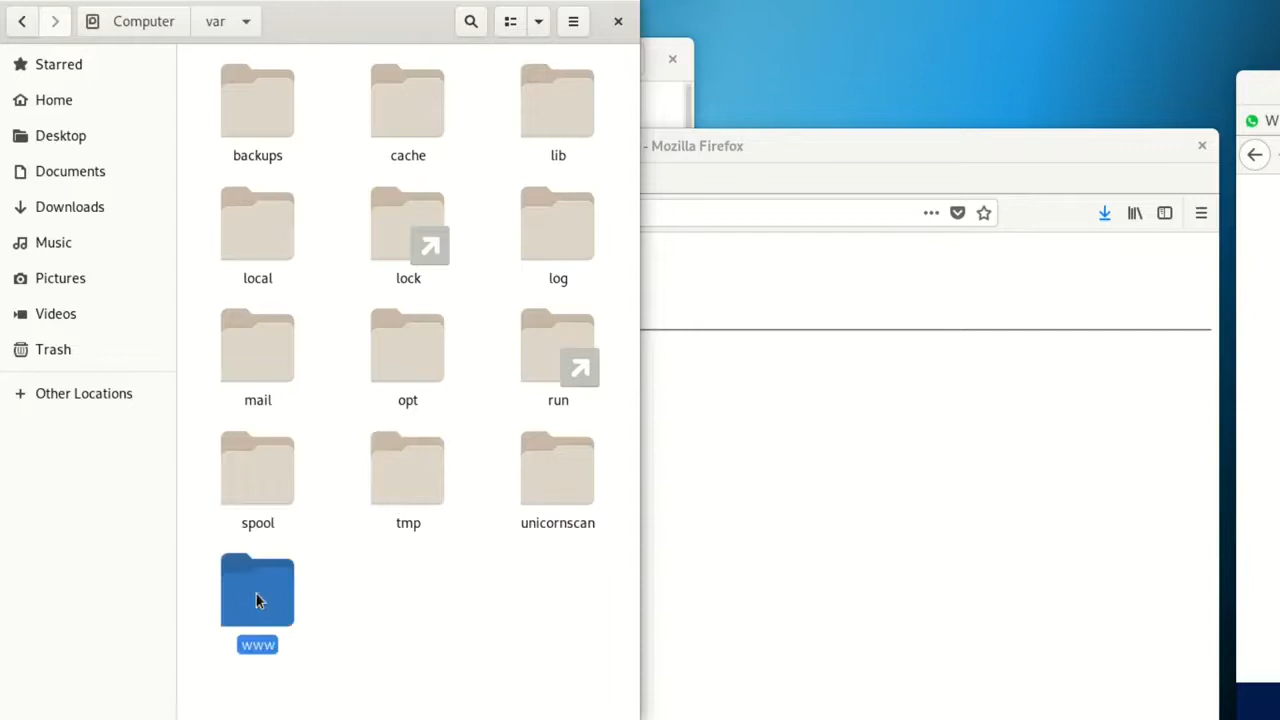 Computer
var
Starred
Home
Desktop
Documents
Downloads
Music
Pictures
Videos
Trash
Other Locations
backups
cache
lib
local
lock
log
mail
opt
run
spool
tmp
unicornscan
www
- Mozilla Firefox
W